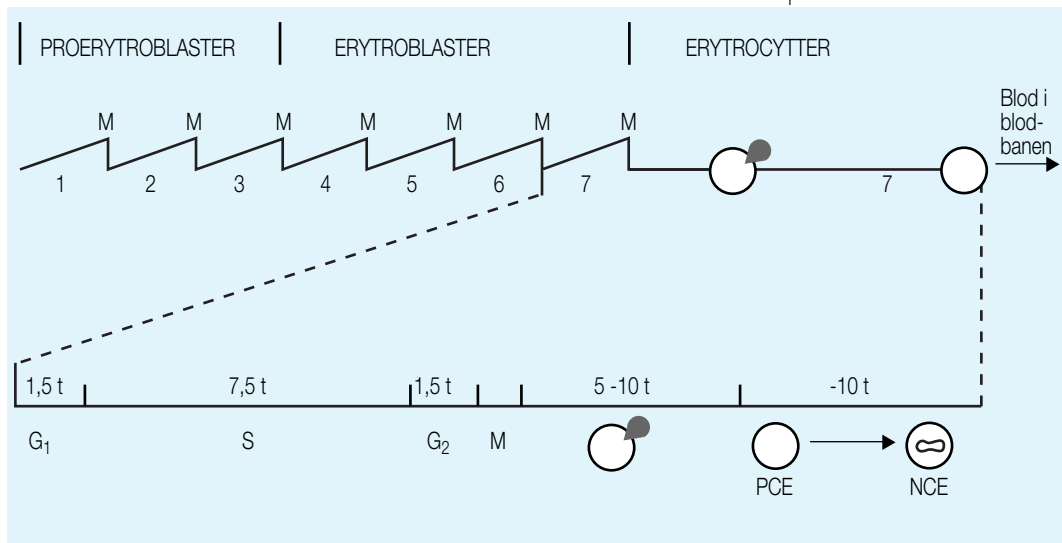 PROERYTROBLASTER ERYTROBLASTER ERYTROCYTTER
Blod i
blod-
banen
M M M M M M M
1 2 3 4 5 6 7 7
1,5 t 7,5 t 1,5 t 5 -10 t -10 t
G₁ S G₂ M
PCE NCE